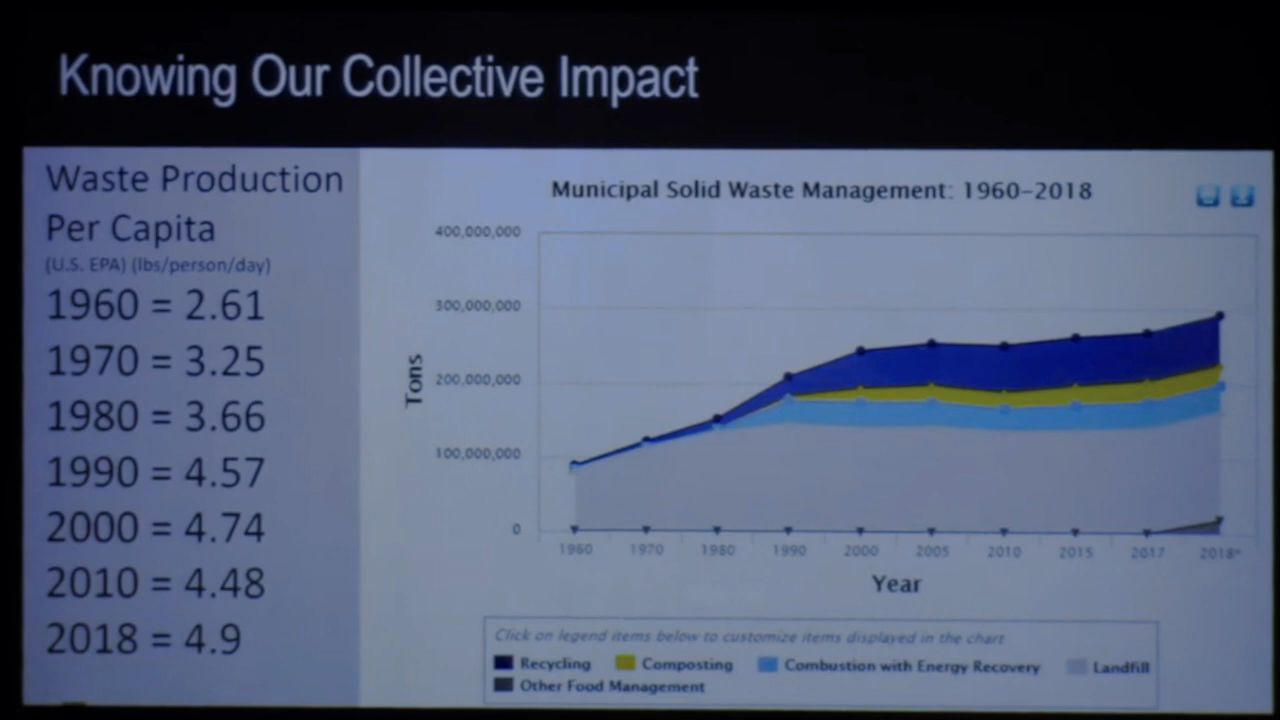 Knowing Our Collective Impact
Waste Production
Per Capita
(U.S. EPA) (lbs/person/day)
1960 = 2.61
1970 = 3.25
1980 = 3.66
1990 = 4.57
2000 = 4.74
2010 = 4.48
2018 = 4.9
Municipal Solid Waste Management: 1960-2018
400,000,000
300,000,000
200,000,000
100,000,000
0
Tons
1960 1970 1980 1990 2000 2005 2010 2015 2017 2018*
Year
Click on legend items below to customize items displayed in the chart
Recycling Composting Combustion with Energy Recovery Landfill
Other Food Management